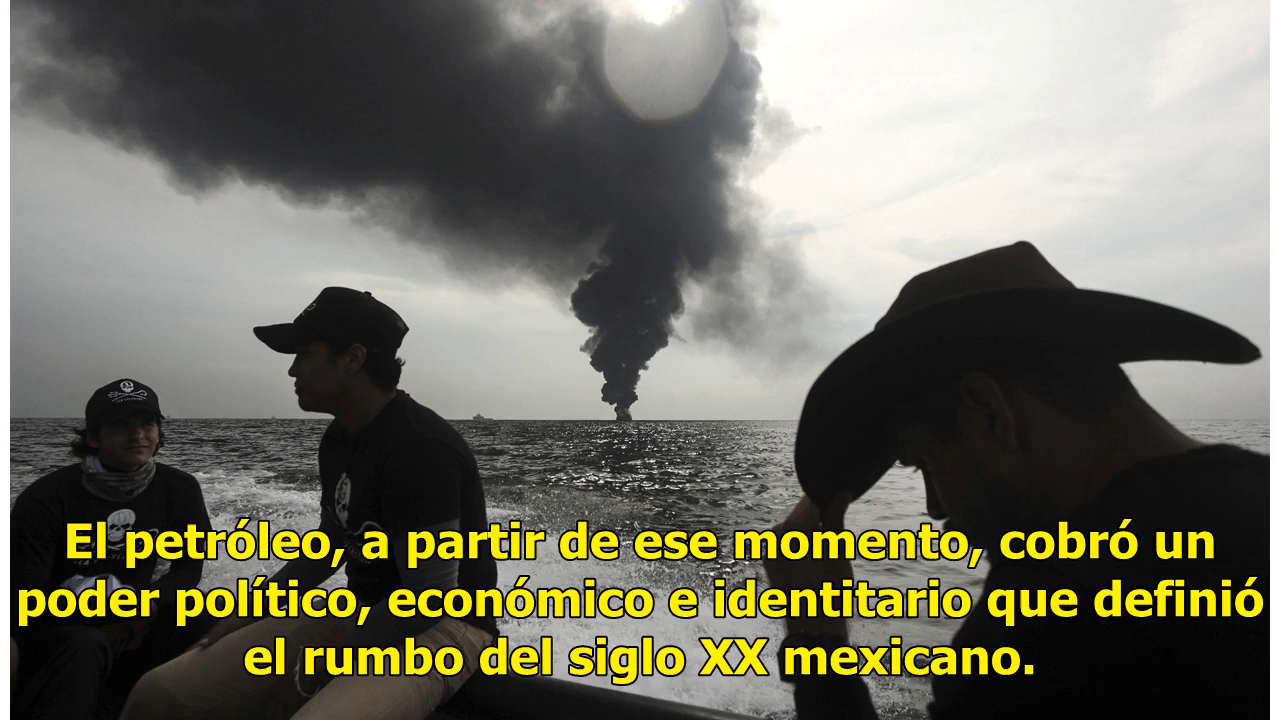 El petróleo, a partir de ese momento, cobró un
poder político, económico e identitario que definió
el rumbo del siglo XX mexicano.